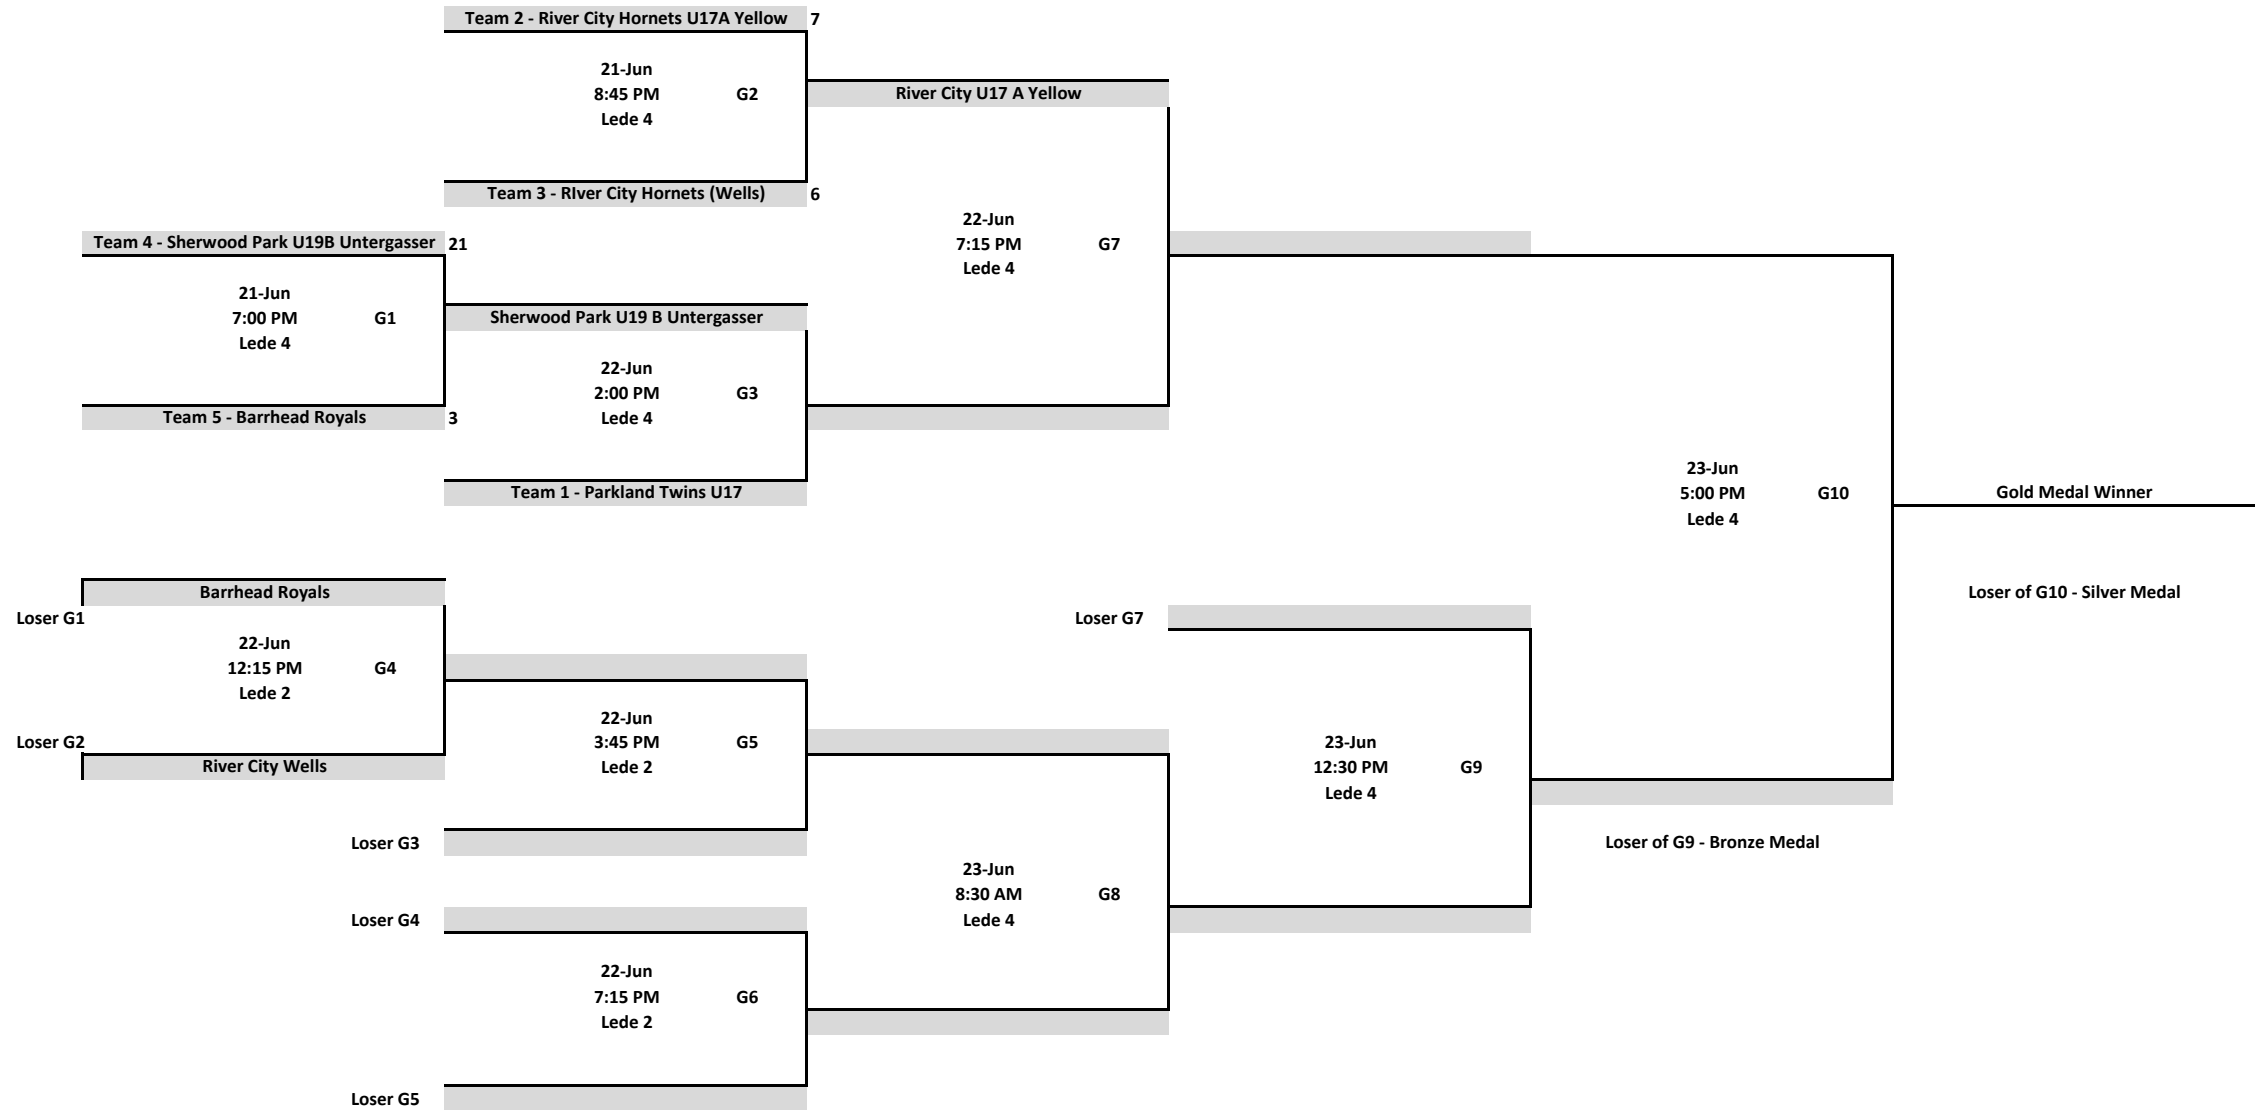 Team 2 - River City Hornets U17A Yellow 7
21-Jun
8:45 PM G2
Lede 4
River City U17 A Yellow
Team 3 - RIver City Hornets (Wells) 6
22-Jun
7:15 PM G7
Lede 4
Team 4 - Sherwood Park U19B Untergasser 21
21-Jun
7:00 PM G1
Lede 4
Sherwood Park U19 B Untergasser
22-Jun
2:00 PM G3
Lede 4
Team 5 - Barrhead Royals 3
Team 1 - Parkland Twins U17
23-Jun
5:00 PM G10
Lede 4
Gold Medal Winner
Loser of G10 - Silver Medal
Barrhead Royals
Loser G1
22-Jun
12:15 PM G4
Lede 2
Loser G2
River City Wells
22-Jun
3:45 PM G5
Lede 2
Loser G3
Loser G7
23-Jun
12:30 PM G9
Lede 4
Loser of G9 - Bronze Medal
23-Jun
8:30 AM G8
Lede 4
Loser G4
22-Jun
7:15 PM G6
Lede 2
Loser G5